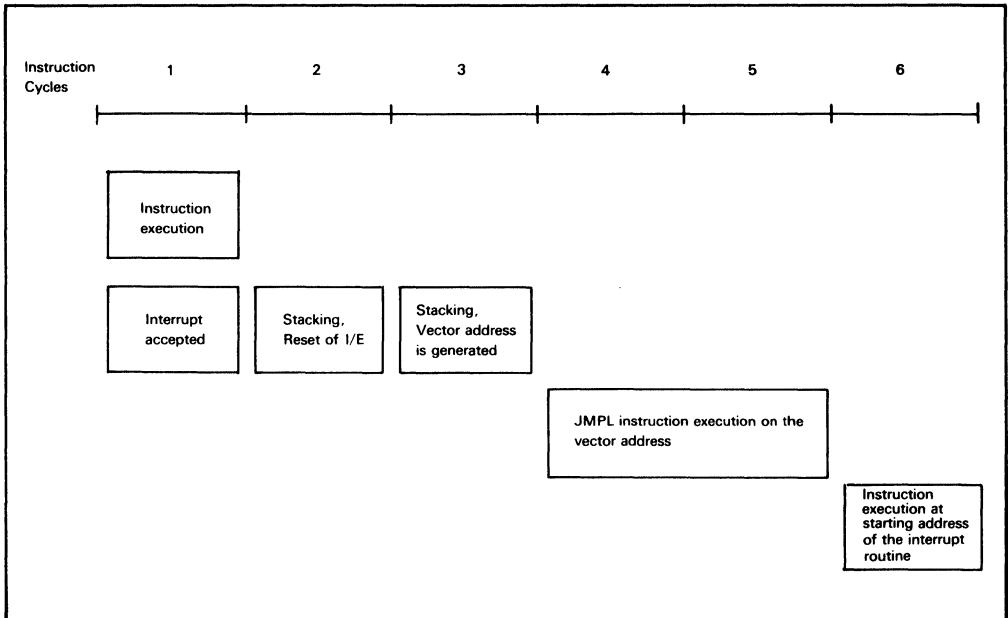 Instruction
Cycles
1 2 3 4 5 6
Instruction
execution
Interrupt
accepted
Stacking,
Reset of I/E
Stacking,
Vector address
is generated
JMPL instruction execution on the
vector address
Instruction
execution at
starting address
of the interrupt
routine